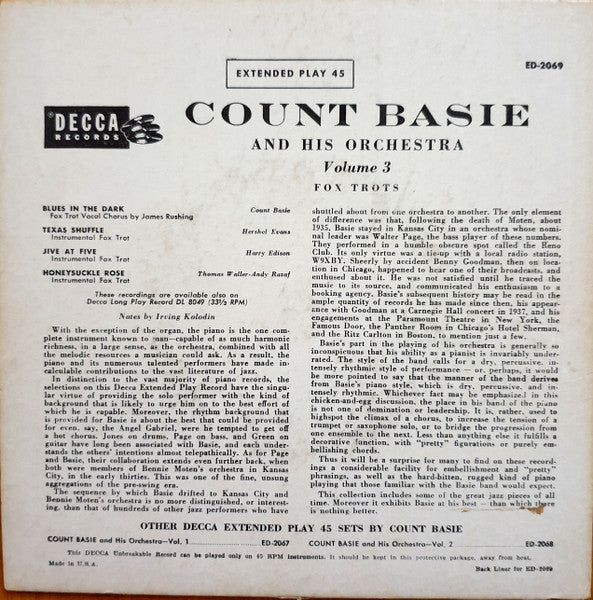 EXTENDED PLAY 45
ED-2069
DECCA
RECORDS
COUNT BASIE
AND HIS ORCHESTRA
Volume 3
FOX TROTS
BLUES IN THE DARK Count Basie
Fox Trot Vocal Chorus by James Rushing
TEXAS SHUFFLE Hershel Evans
Instrumental Fox Trot
JIVE AT FIVE Harry Edison
Instrumental Fox Trot
HONEYSUCKLE ROSE Thomas Waller-Andy Razaf
Instrumental Fox Trot
These recordings are also available on
Decca Long Play Record DL 8049 (33⅓ RPM)
Notes by Irving Kolodin
With the exception of the organ, the piano is the one com-
plete instrument known to man—capable of as much harmonic
richness, in a large sense, as the orchestra, combined with all
the melodic resources a musician could ask. As a result, the
piano and its numerous talented performers have made in-
calculable contributions to the vast literature of jazz.
In distinction to the vast majority of piano records, the
selections on this Decca Extended Play Record have the singu-
lar virtue of providing the solo performer with the kind of
background that is likely to urge him on to the best effort of
which he is capable. Moreover, the rhythm background that
is provided for Basie is about the best that could be provided
for even, say, the Angel Gabriel, were he tempted to get off
a hot chorus. Jones on drums, Page on bass, and Green on
guitar have long been associated with Basie, and each under-
stands the others' intentions almost telepathically. As for Page
and Basie, their collaboration extends even further back, when
both were members of Bennie Moten's orchestra in Kansas
City, in the early thirties. This was one of the fine, unsung
aggregations of the pre-swing era.
The sequence by which Basie drifted to Kansas City and
Bennie Moten's orchestra is no more distinguished, or interest-
ing, than that of hundreds of other jazz performers who have
shuttled about from one orchestra to another. The only element
of difference was that, following the death of Moten, about
1935, Basie stayed in Kansas City in an orchestra whose nomi-
nal leader was Walter Page, the bass player of these numbers.
They performed in a humble obscure spot called the Reno
Club. Its only virtue was a tie-up with a local radio station,
W9XBY. Sheerly by accident Benny Goodman, then on loca-
tion in Chicago, happened to hear one of their broadcasts, and
enthused about it. He was not satisfied until he traced the
music to its source, and communicated his enthusiasm to a
booking agency. Basie's subsequent history may be read in the
ample quantity of records he has made since then, his appear-
ance with Goodman at a Carnegie Hall concert in 1937, and his
engagements at the Paramount Theatre in New York, the
Famous Door, the Panther Room in Chicago's Hotel Sherman,
and the Ritz Carlton in Boston, to mention just a few.
Basie's part in the playing of his orchestra is generally so
inconspicuous that his ability as a pianist is invariably under-
rated. The style of the band calls for a dry, percussive, in-
tensely rhythmic style of performance — or, perhaps, it would
be more pointed to say that the manner of the band derives
from Basie's piano style, which is dry, percussive, and in-
tensely rhythmic. Whichever fact may be emphasized in this
chicken-and-egg discussion, the place in his band of the piano
is not one of domination or leadership. It is, rather, used to
highspot the climax of a chorus, to increase the tension of a
trumpet or saxophone solo, or to bridge the progression from
one ensemble to the next. Less than anything else it fulfills a
decorative function, with "pretty" figurations or purely em-
bellishing chords.
Thus it will a surprise for many to find on these record-
ings a considerable facility for embellishment and "pretty"
phrasings, as well as the hard-bitten, rugged kind of piano
playing that those familiar with the Basie band would expect.
This collection includes some of the great jazz pieces of all
time. Moreover it exhibits Basie at his best – than which there
is nothing better.
OTHER DECCA EXTENDED PLAY 45 SETS BY COUNT BASIE
COUNT BASIE and His Orchestra—Vol. 1 ED-2067 COUNT BASIE and His Orchestra—Vol. 2 ED-2068
This DECCA Unbreakable Record can be played only on 45 RPM instruments. It should be kept in this protective package, away from heat.
Made in U.S.A.
Back Liner for ED-2069